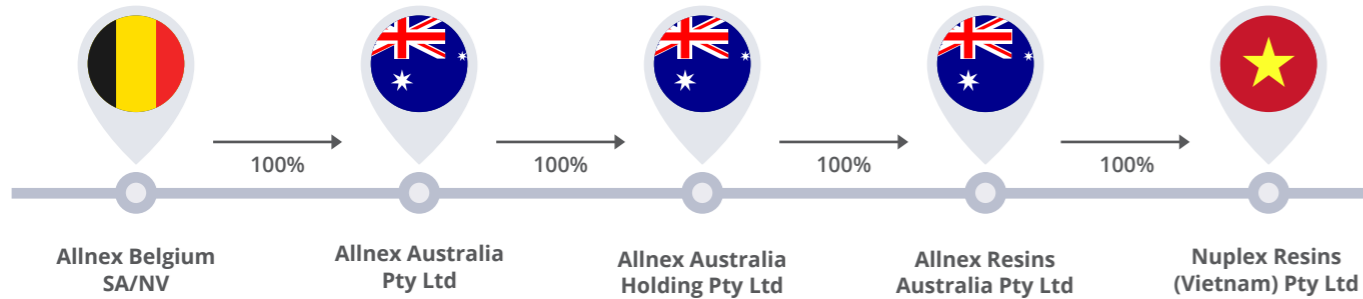 100%
100%
100%
100%
Allnex Belgium
SA/NV
Allnex Australia
Pty Ltd
Allnex Australia
Holding Pty Ltd
Allnex Resins
Australia Pty Ltd
Nuplex Resins
(Vietnam) Pty Ltd